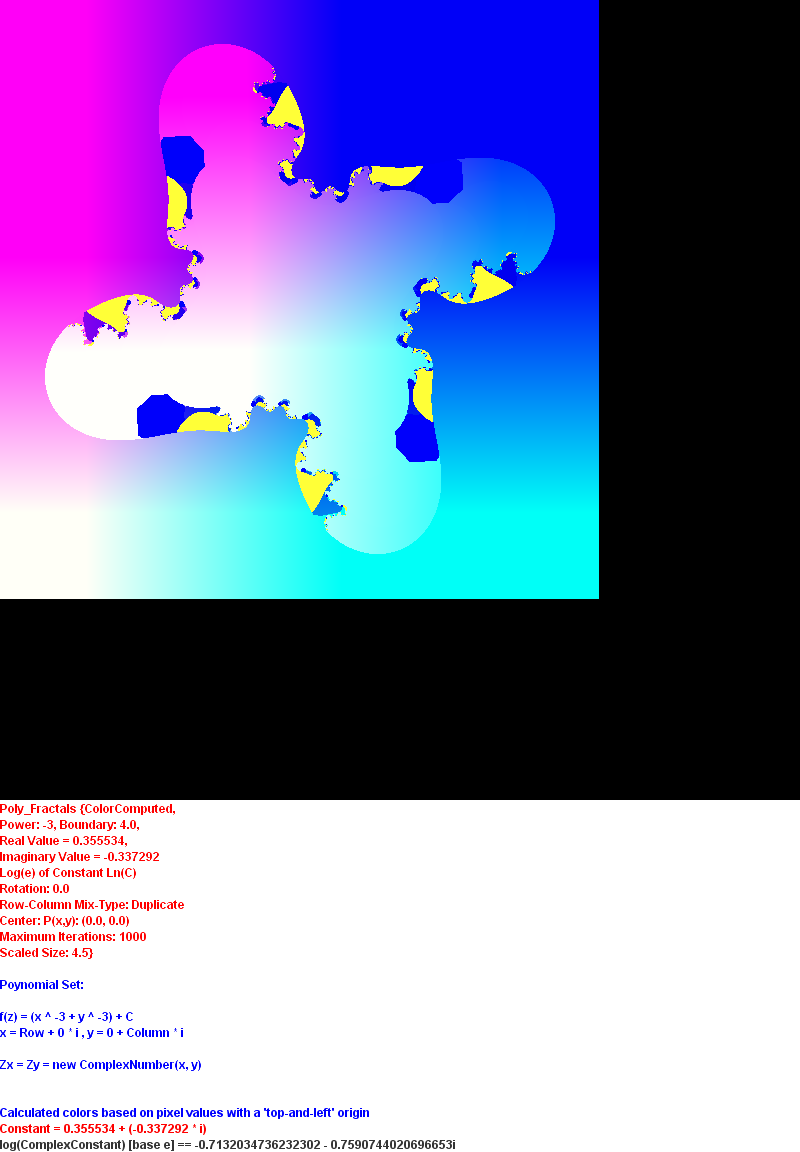 Poly_Fractals {ColorComputed,
Power: -3, Boundary: 4.0,
Real Value = 0.355534,
Imaginary Value = -0.337292
Log(e) of Constant Ln(C)
Rotation: 0.0
Row-Column Mix-Type: Duplicate
Center: P(x,y): (0.0, 0.0)
Maximum Iterations: 1000
Scaled Size: 4.5}
Poynomial Set:
f(z) = (x ^ -3 + y ^ -3) + C
x = Row + 0 * i , y = 0 + Column * i
Zx = Zy = new ComplexNumber(x, y)
Calculated colors based on pixel values with a 'top-and-left' origin
Constant = 0.355534 + (-0.337292 * i)
log(ComplexConstant) [base e] == -0.7132034736232302 - 0.7590744020696653i